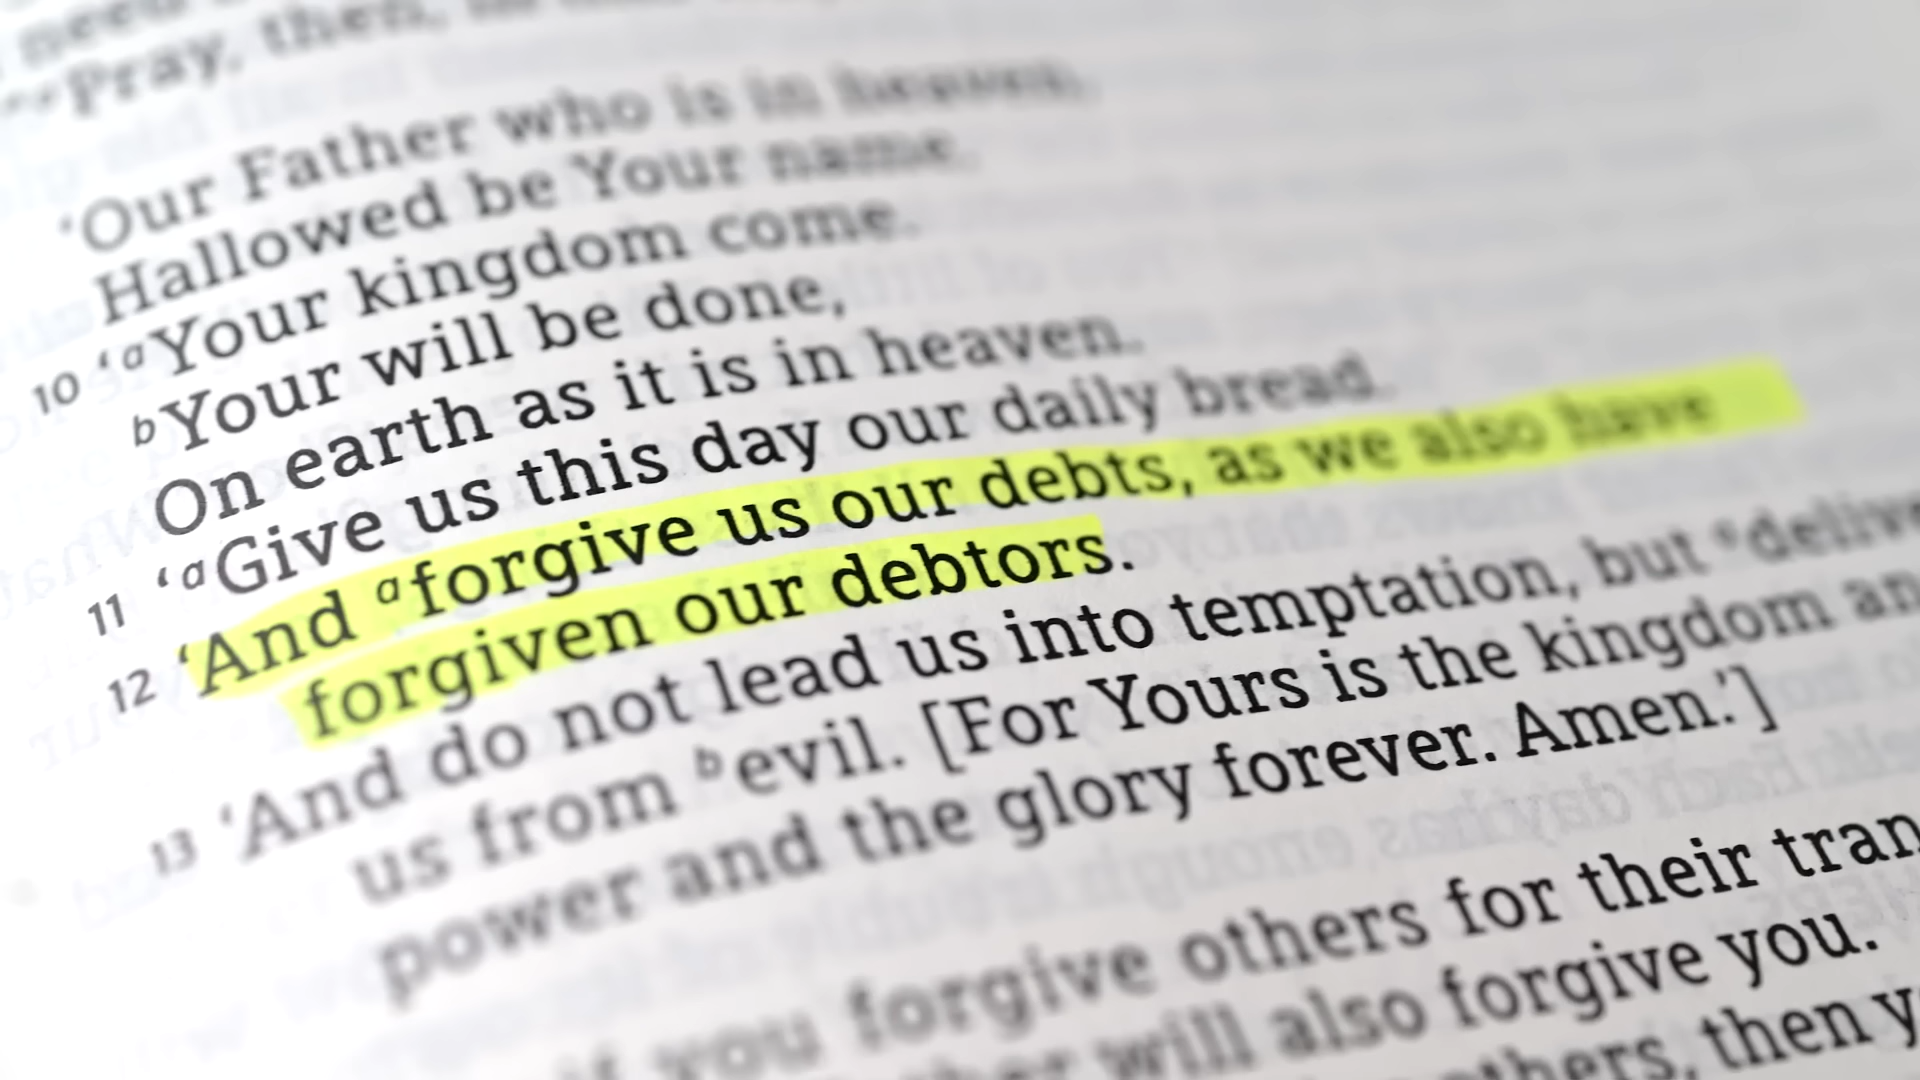 Pray, then,
'Our Father who is in heaven,
Hallowed be Your name.
10 'aYour kingdom come.
bYour will be done,
On earth as it is in heaven.
11 'aGive us this day our daily bread.
12 'And aforgive us our debts, as we also have
forgiven our debtors.
13 'And do not lead us into temptation, but
us from bevil. [For Yours is the kingdom
power and the glory forever. Amen.']
if you forgive others for their
will also forgive you.
then